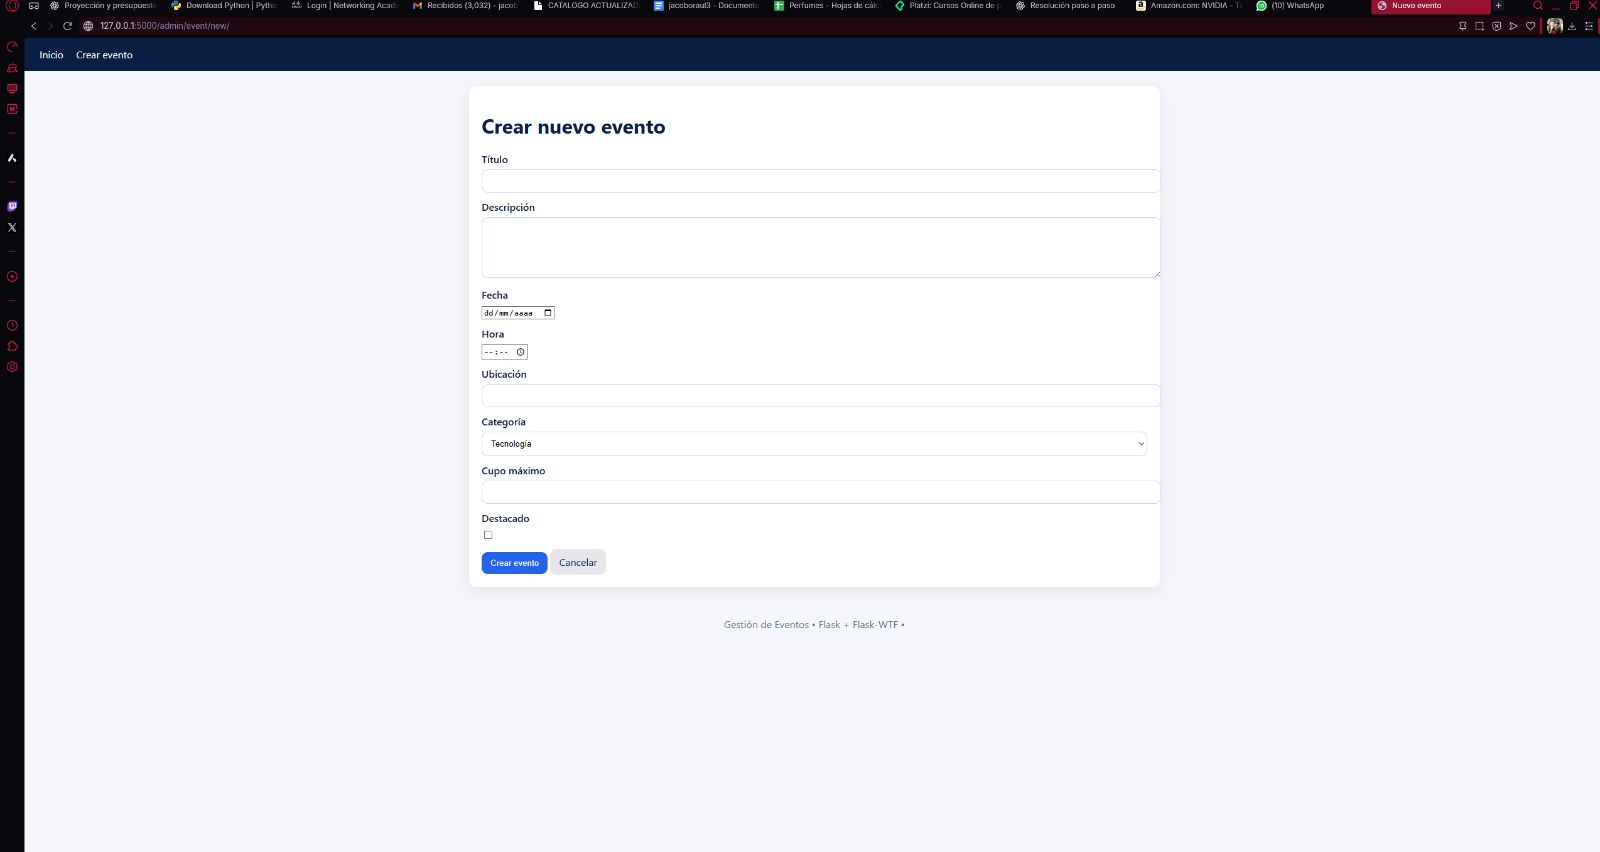 Proyección y presupuesto
Download Python | Pytho
Login | Networking Acade
Recibidos (3,032) - jacob
CATALOGO ACTUALIZAD
jacoboraul3 - Documento
Perfumes - Hojas de cálc
Platzi: Cursos Online de p
Resolución paso a paso
Amazon.com: NVIDIA - Ta
(10) WhatsApp
Nuevo evento
127.0.0.1:5000/admin/event/new/
Inicio Crear evento
Crear nuevo evento
Título
Descripción
Fecha
dd/mm/aaaa
Hora
--:--
Ubicación
Categoría
Tecnología
Cupo máximo
Destacado
Crear evento Cancelar
Gestión de Eventos • Flask + Flask-WTF •